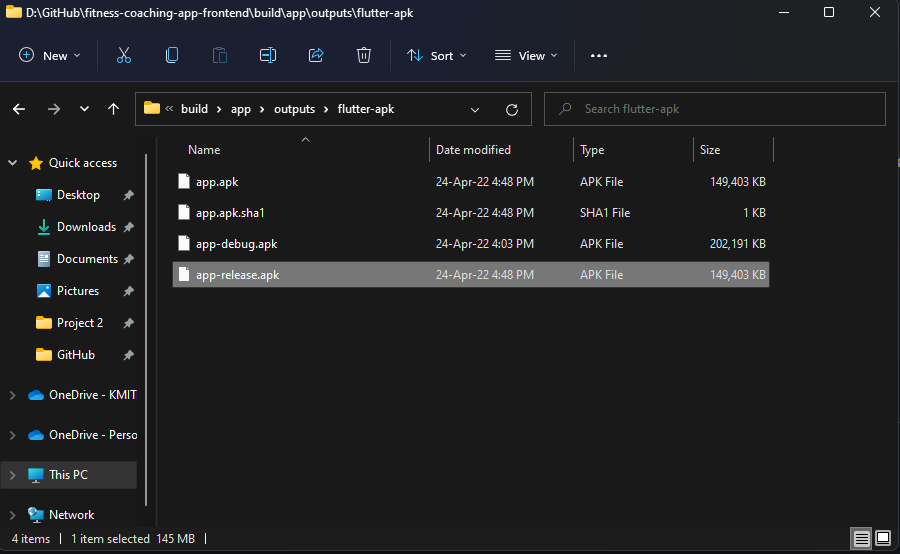 D:\GitHub\fitness-coaching-app-frontend\build\app\outputs\flutter-apk
New Sort View
« build > app > outputs > flutter-apk Search flutter-apk
Quick access
Desktop
Downloads
Documents
Pictures
Project 2
GitHub
OneDrive - KMIT
OneDrive - Perso
This PC
Network
Name Date modified Type Size
app.apk 24-Apr-22 4:48 PM APK File 149,403 KB
app.apk.sha1 24-Apr-22 4:48 PM SHA1 File 1 KB
app-debug.apk 24-Apr-22 4:03 PM APK File 202,191 KB
app-release.apk 24-Apr-22 4:48 PM APK File 149,403 KB
4 items | 1 item selected 145 MB |